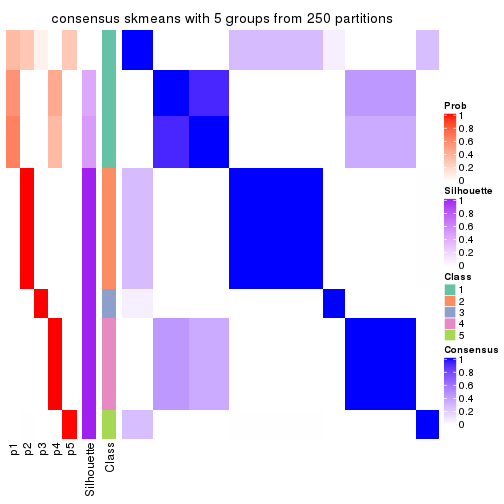 consensus skmeans with 5 groups from 250 partitions
Prob
1
0.8
0.6
0.4
0.2
0
Silhouette
1
0.8
0.6
0.4
0.2
0
Class
1
2
3
4
5
Consensus
1
0.8
0.6
0.4
0.2
0
p1
p2
p3
p4
p5
Silhouette
Class